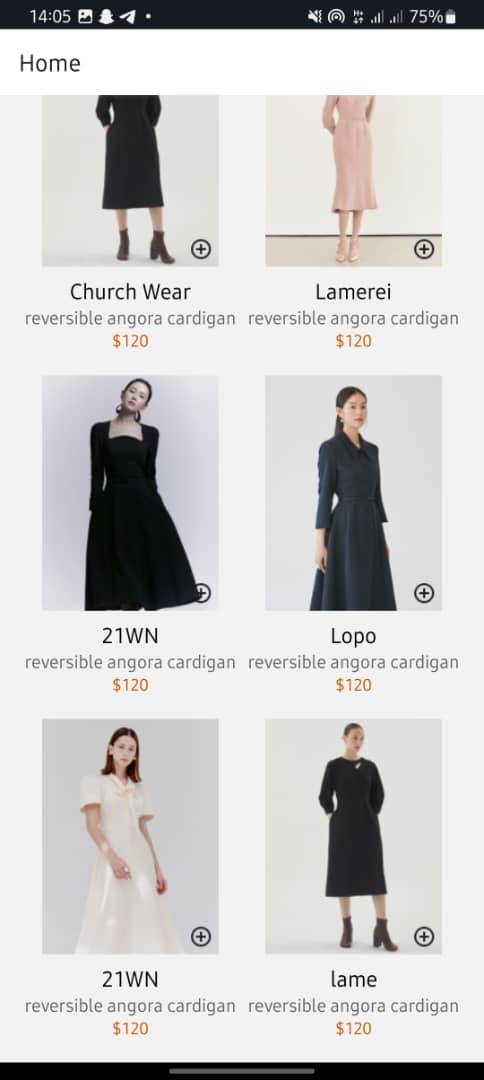 14:05 75%
Home
Church Wear Lamerei
reversible angora cardigan reversible angora cardigan
$120 $120
21WN Lopo
reversible angora cardigan reversible angora cardigan
$120 $120
21WN lame
reversible angora cardigan reversible angora cardigan
$120 $120